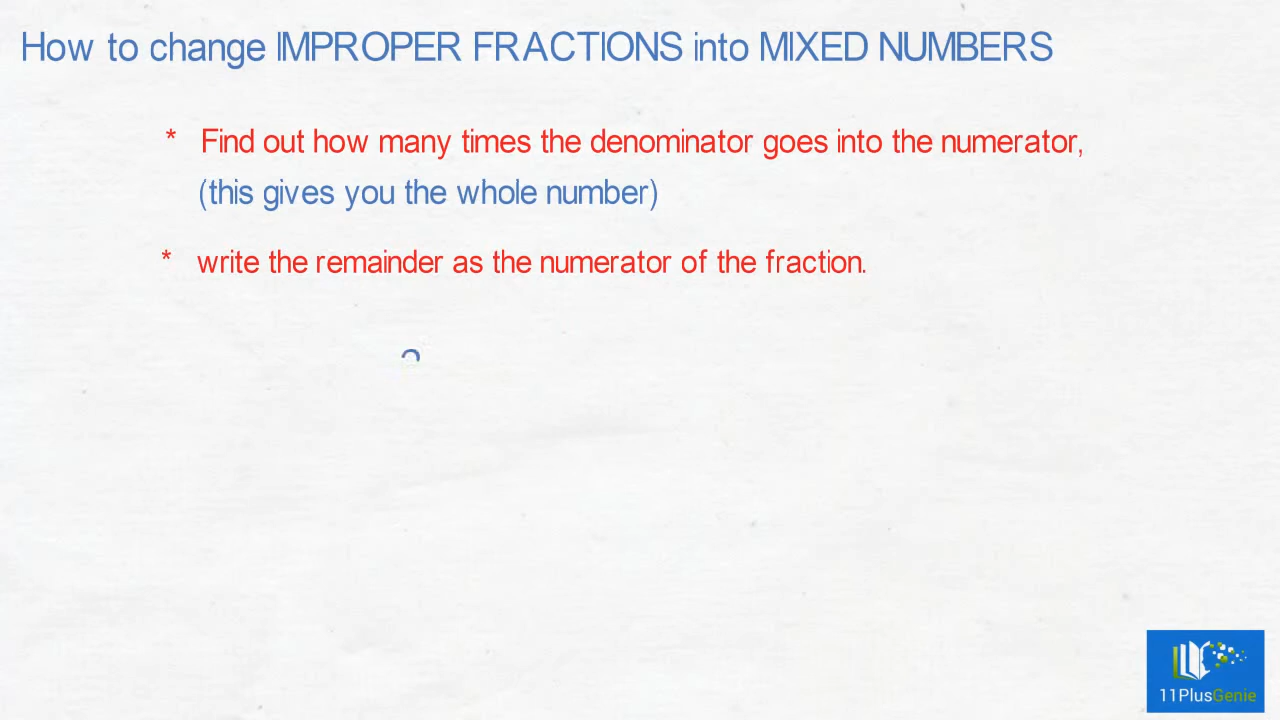 How to change IMPROPER FRACTIONS into MIXED NUMBERS
* Find out how many times the denominator goes into the numerator,
(this gives you the whole number)
* write the remainder as the numerator of the fraction.
11PlusGenie